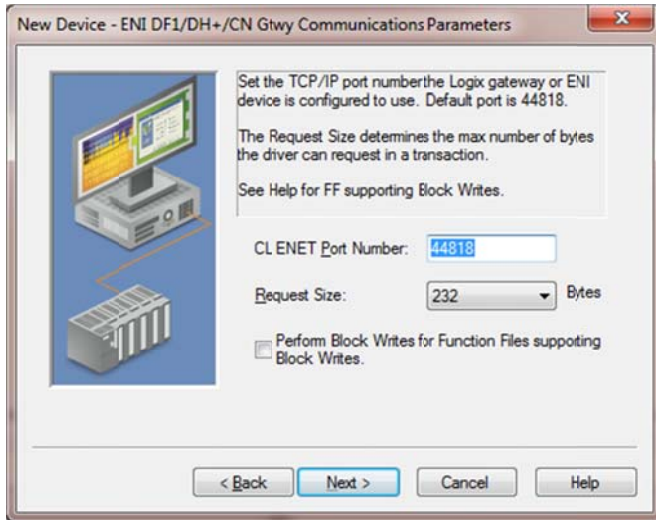 New Device - ENI DF1/DH+/CN Gtwy Communications Parameters
Set the TCP/IP port numberthe Logix gateway or ENI
device is configured to use. Default port is 44818.
The Request Size determines the max number of bytes
the driver can request in a transaction.
See Help for FF supporting Block Writes.
CL ENET Port Number: 44818
Request Size: 232 Bytes
Perform Block Writes for Function Files suppoting
Block Writes.
< Back Next > Cancel Help